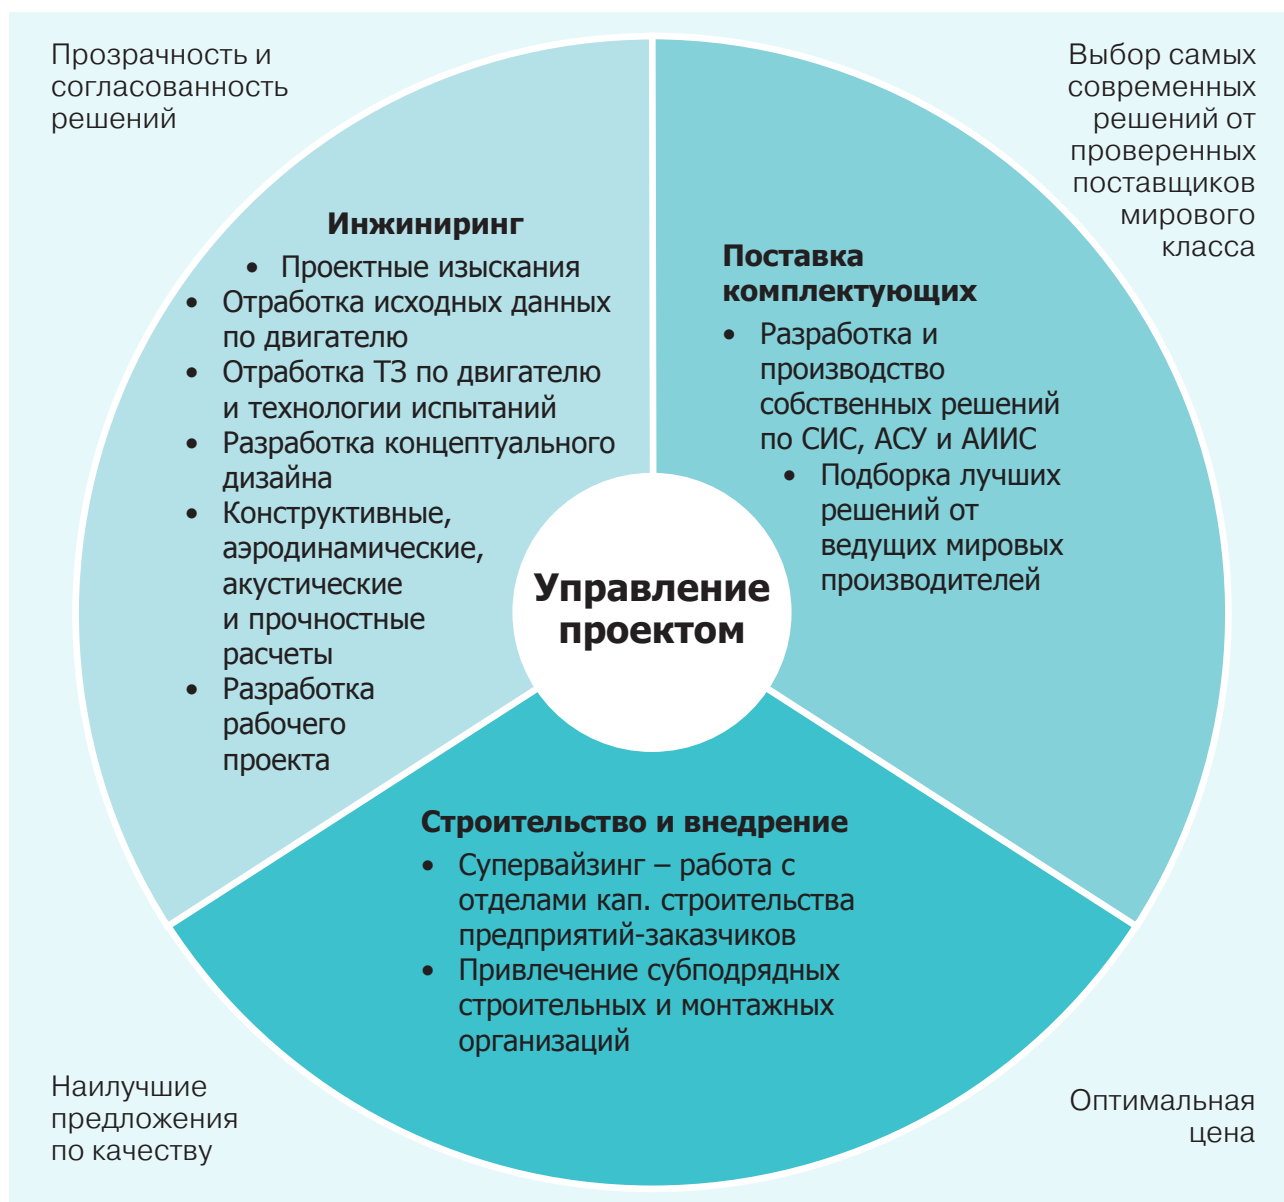 Прозрачность и
согласованность
решений
Выбор самых
современных
решений от
проверенных
поставщиков
мирового
класса
Инжиниринг
• Проектные изыскания
• Отработка исходных данных
по двигателю
• Отработка ТЗ по двигателю
и технологии испытаний
• Разработка концептуального
дизайна
• Конструктивные,
аэродинамические,
акустические
и прочностные
расчеты
• Разработка
рабочего
проекта
Поставка
комплектующих
• Разработка и
производство
собственных решений
по СИС, АСУ и АИИС
• Подборка лучших
решений от
ведущих мировых
производителей
Управление
проектом
Строительство и внедрение
• Супервайзинг – работа с
отделами кап. строительства
предприятий-заказчиков
• Привлечение субподрядных
строительных и монтажных
организаций
Наилучшие
предложения
по качеству
Оптимальная
цена